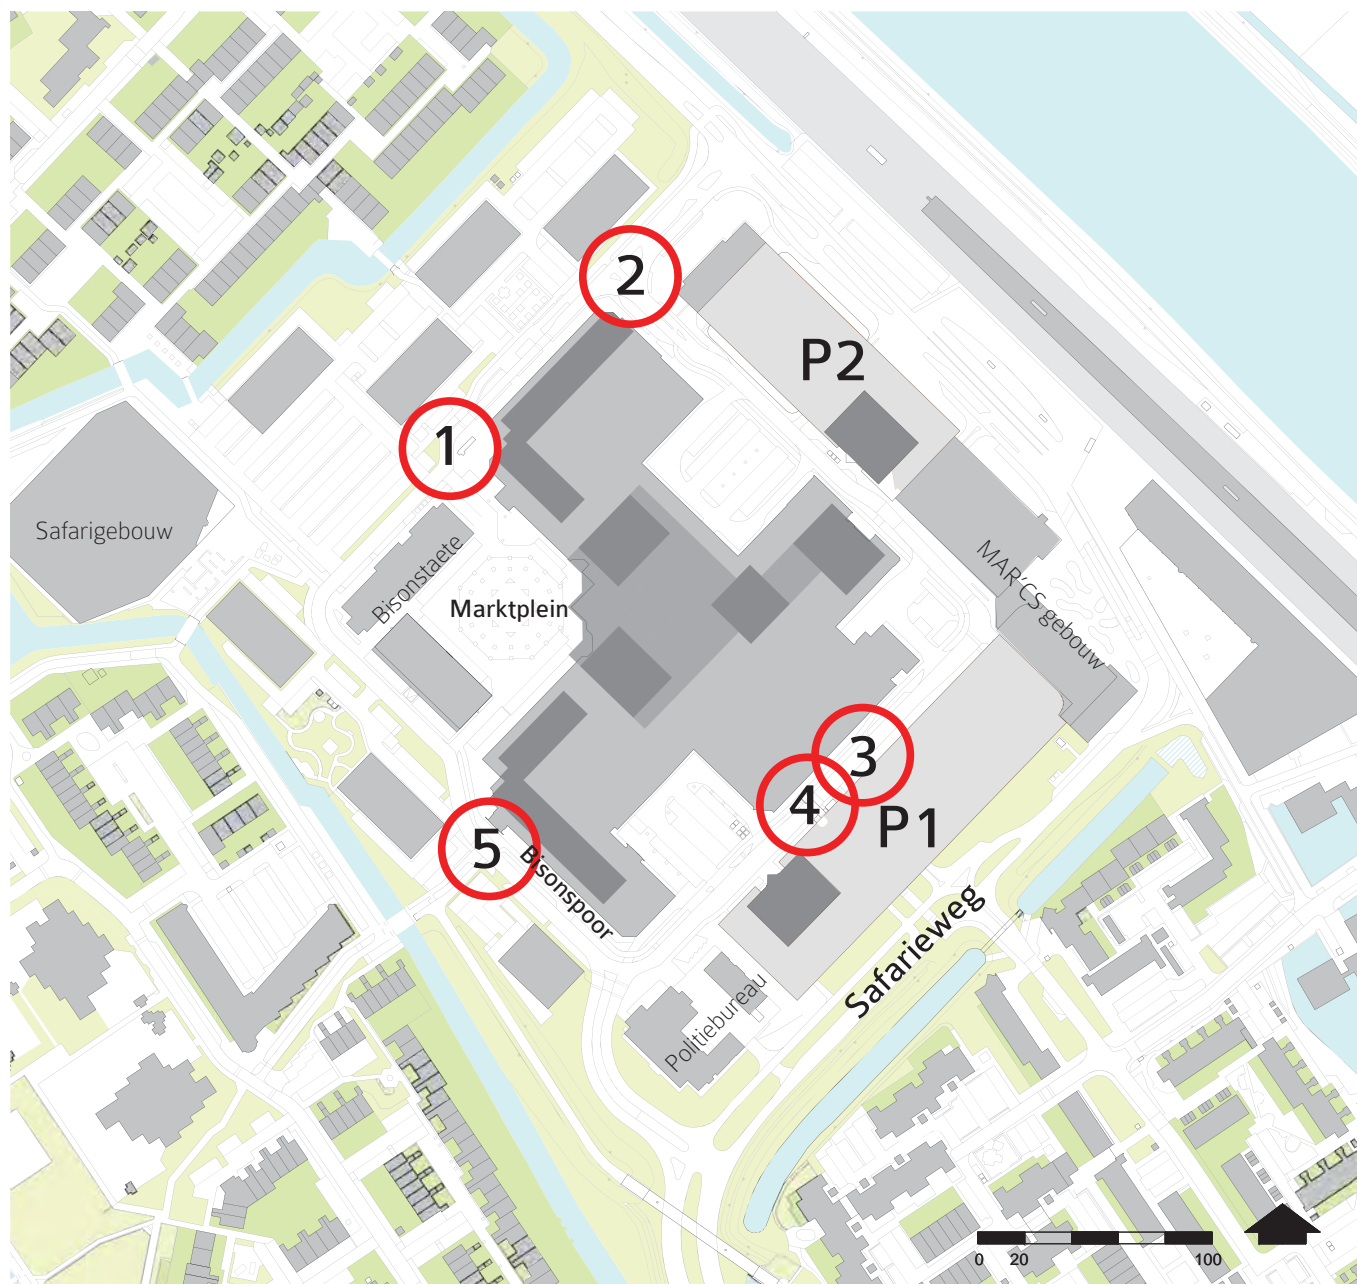 2
P2
1
Safarigebouw
Bisonstaete
MAR'CS gebouw
Marktplein
3
4
P1
5
Bisonspoor
Safarieweg
Politiebureau
0 20 100